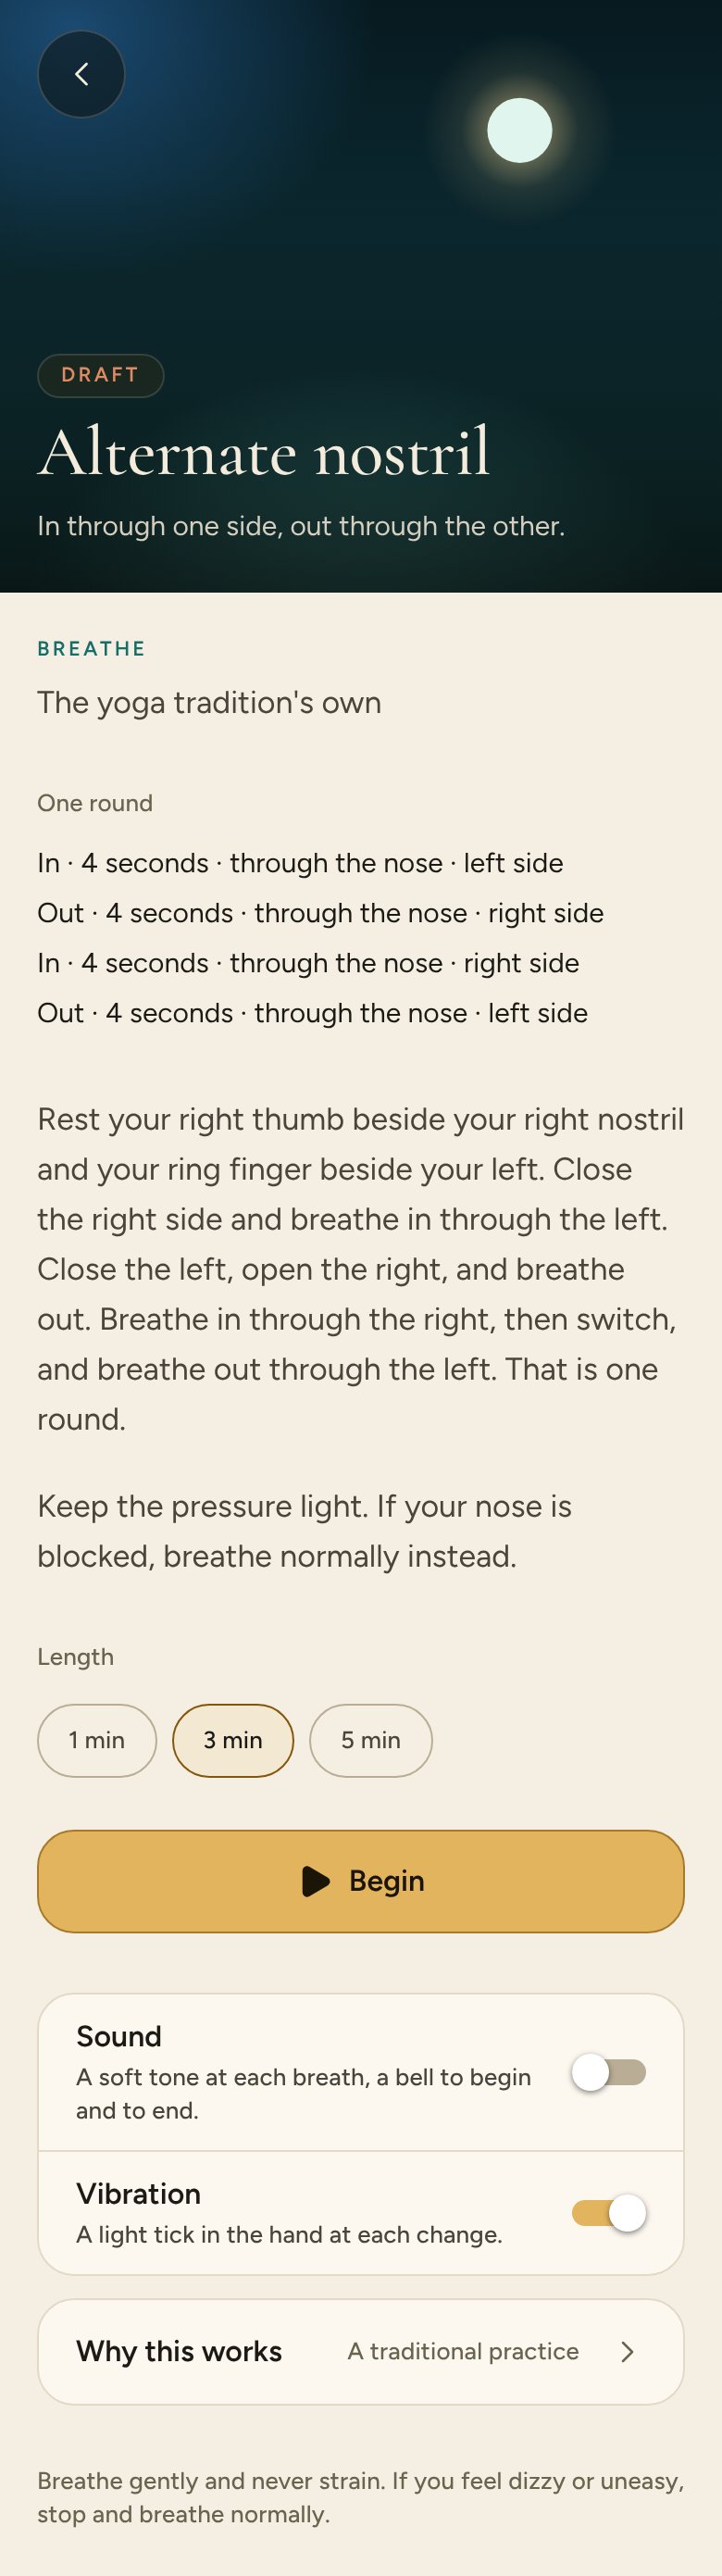 DRAFT
Alternate nostril
In through one side, out through the other.
BREATHE
The yoga tradition's own
One round
In · 4 seconds · through the nose · left side
Out · 4 seconds · through the nose · right side
In · 4 seconds · through the nose · right side
Out · 4 seconds · through the nose · left side
Rest your right thumb beside your right nostril
and your ring finger beside your left. Close
the right side and breathe in through the left.
Close the left, open the right, and breathe
out. Breathe in through the right, then switch,
and breathe out through the left. That is one
round.
Keep the pressure light. If your nose is
blocked, breathe normally instead.
Length
1 min 3 min 5 min
Begin
Sound
A soft tone at each breath, a bell to begin
and to end.
Vibration
A light tick in the hand at each change.
Why this works A traditional practice
Breathe gently and never strain. If you feel dizzy or uneasy,
stop and breathe normally.